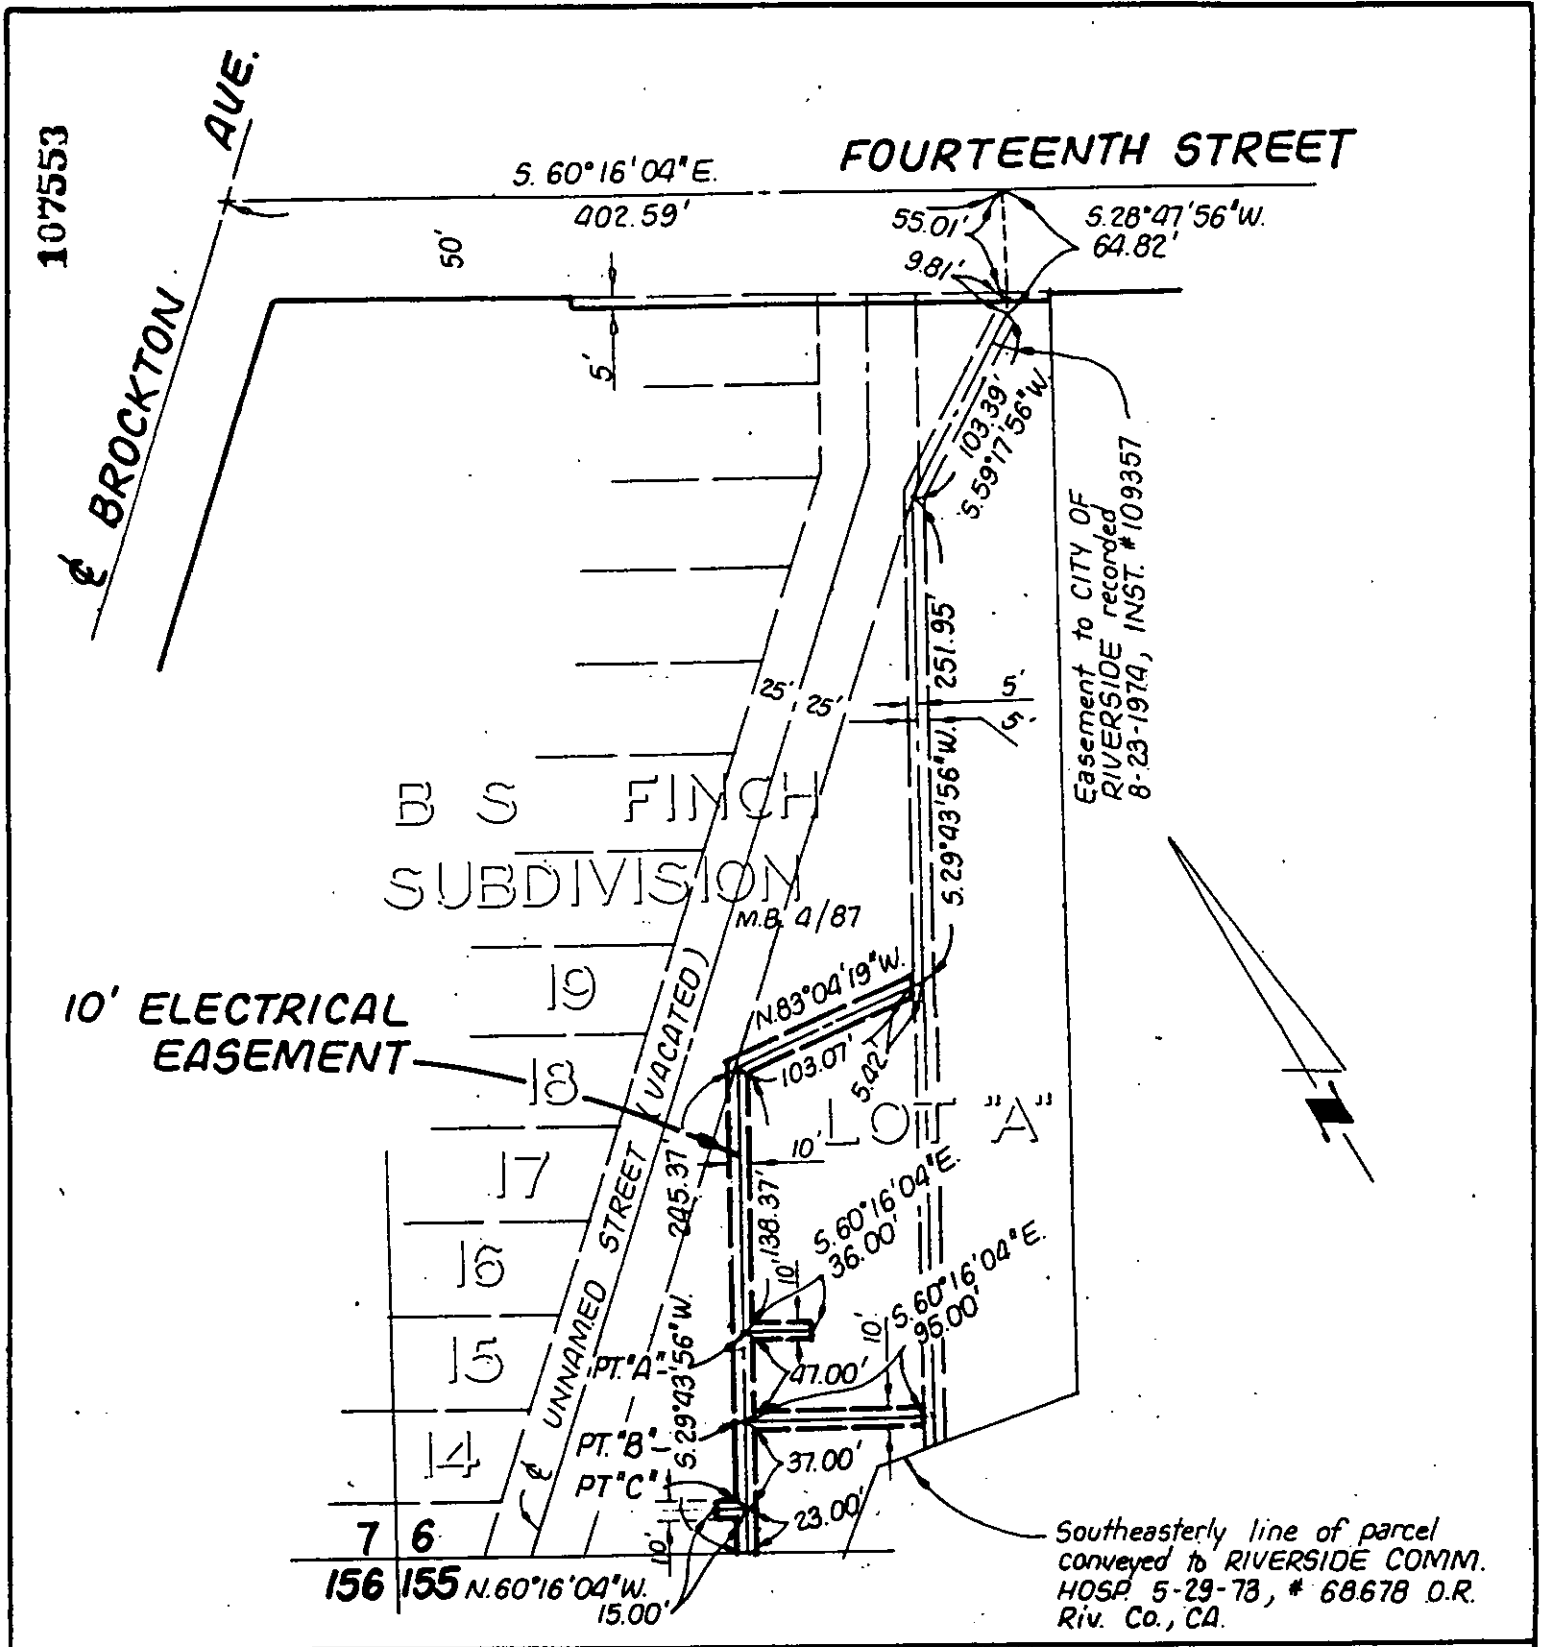 107553
AVE.
FOURTEENTH STREET
S. 60°16'04"E.
402.59'
55.01'
S.28°47'56"W.
64.82'
50'
9.81'
5'
℄ BROCKTON
103.39'
S.59°17'56"W.
Easement to CITY OF
RIVERSIDE recorded
8-23-1974, INST. #109357
25' 25'
S.29°43'56"W. 251.95'
5'
5'
B S FINCH
SUBDIVISION
M.B. 4/87
19
N.83°04'19"W.
10' ELECTRICAL
EASEMENT
103.07'
5.42'
18
LOT "A"
10'
17
℄ UNNAMED STREET (VACATED)
S.29°43'56"W. 245.37'
138.37'
S.60°16'04"E.
36.00'
10'
16
S.60°16'04"E.
95.00'
10'
15
PT. "A"
47.00'
14
PT. "B"
37.00'
PT "C"
23.00'
10'
7 6
156 155
N.60°16'04"W.
15.00'
Southeasterly line of parcel
conveyed to RIVERSIDE COMM.
HOSP. 5-29-73, # 68678 O.R.
Riv. Co., CA.